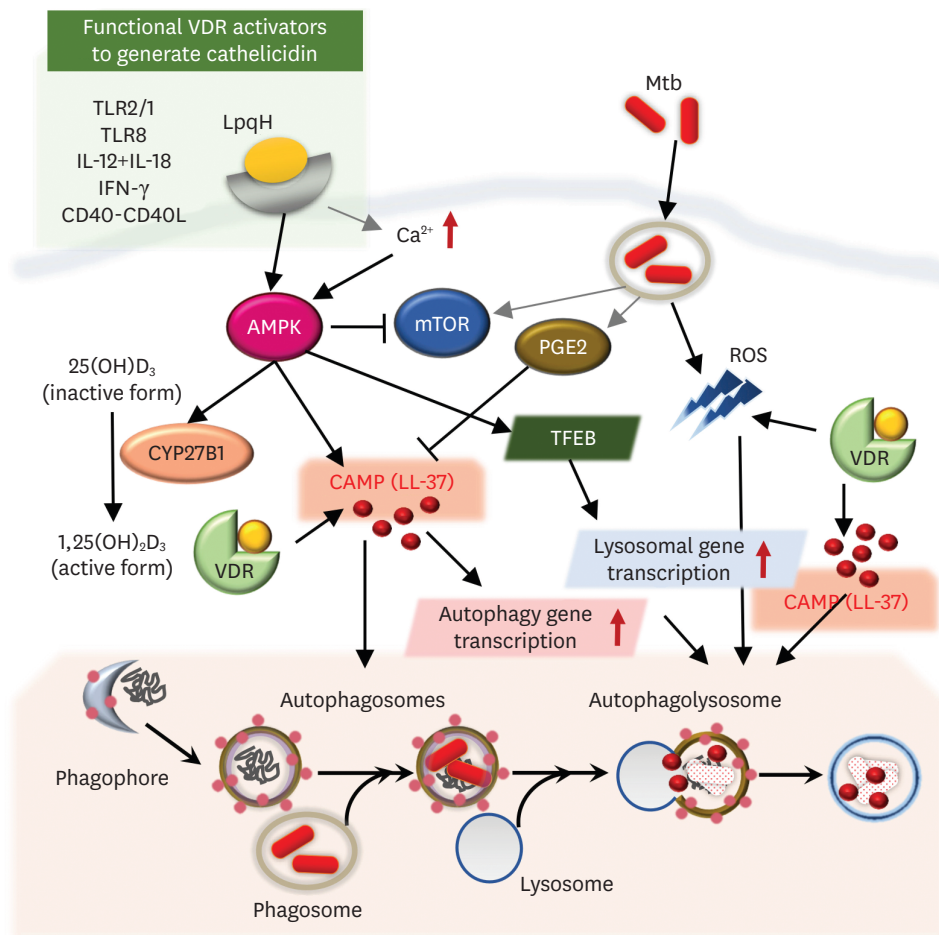 Functional VDR activators
to generate cathelicidin
TLR2/1
TLR8
IL-12+IL-18
IFN-γ
CD40-CD40L
LpqH
Mtb
Ca²⁺
AMPK
mTOR
PGE2
ROS
25(OH)D₃
(inactive form)
CYP27B1
TFEB
VDR
CAMP (LL-37)
1,25(OH)₂D₃
(active form)
VDR
Lysosomal gene
transcription
CAMP (LL-37)
Autophagy gene
transcription
Autophagosomes
Autophagolysosome
Phagophore
Lysosome
Phagosome